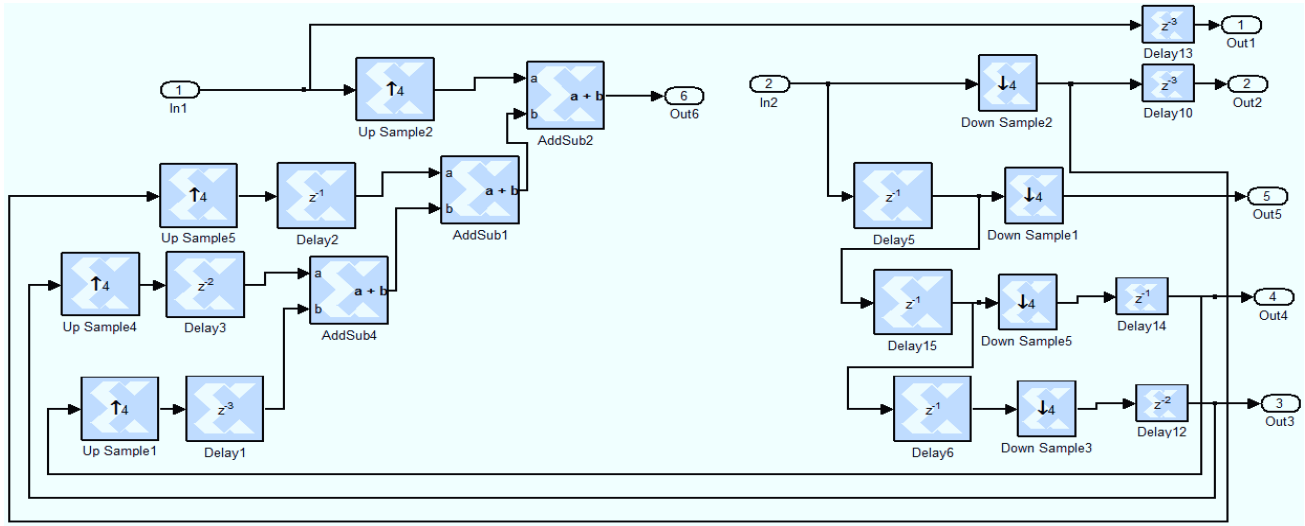 z-3
1
Delay13
Out1
1
In1
↑4
Up Sample2
a
b
a + b
AddSub2
6
Out6
2
In2
↓4
Down Sample2
z-3
Delay10
2
Out2
↑4
Up Sample5
z-1
Delay2
a
b
a + b
AddSub1
z-1
Delay5
↓4
Down Sample1
5
Out5
↑4
Up Sample4
z-2
Delay3
a
b
a + b
AddSub4
z-1
Delay15
↓4
Down Sample5
z-1
Delay14
4
Out4
↑4
Up Sample1
z-3
Delay1
z-1
Delay6
↓4
Down Sample3
z-2
Delay12
3
Out3